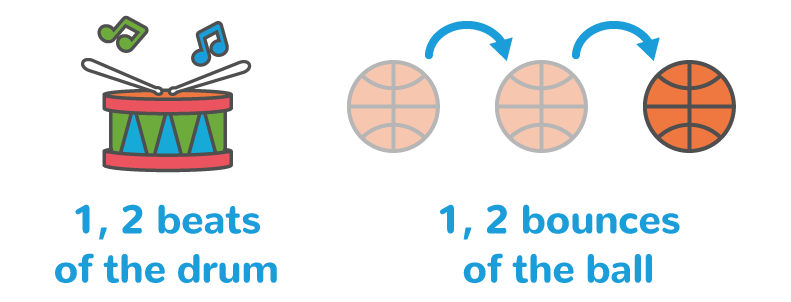 1, 2 beats
of the drum
1, 2 bounces
of the ball